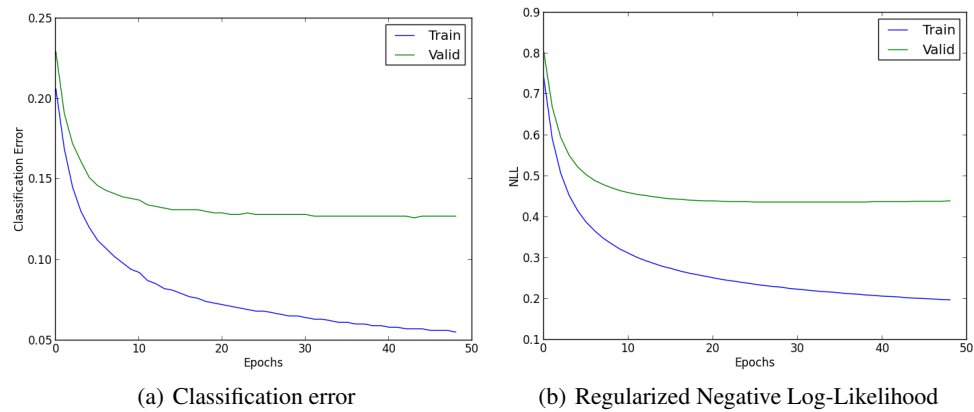 0.25
0.20
0.15
0.10
0.05
Classification Error
0 10 20 30 40 50
Epochs
Train
Valid
(a) Classification error
0.9
0.8
0.7
0.6
0.5
0.4
0.3
0.2
0.1
NLL
0 10 20 30 40 50
Epochs
Train
Valid
(b) Regularized Negative Log-Likelihood